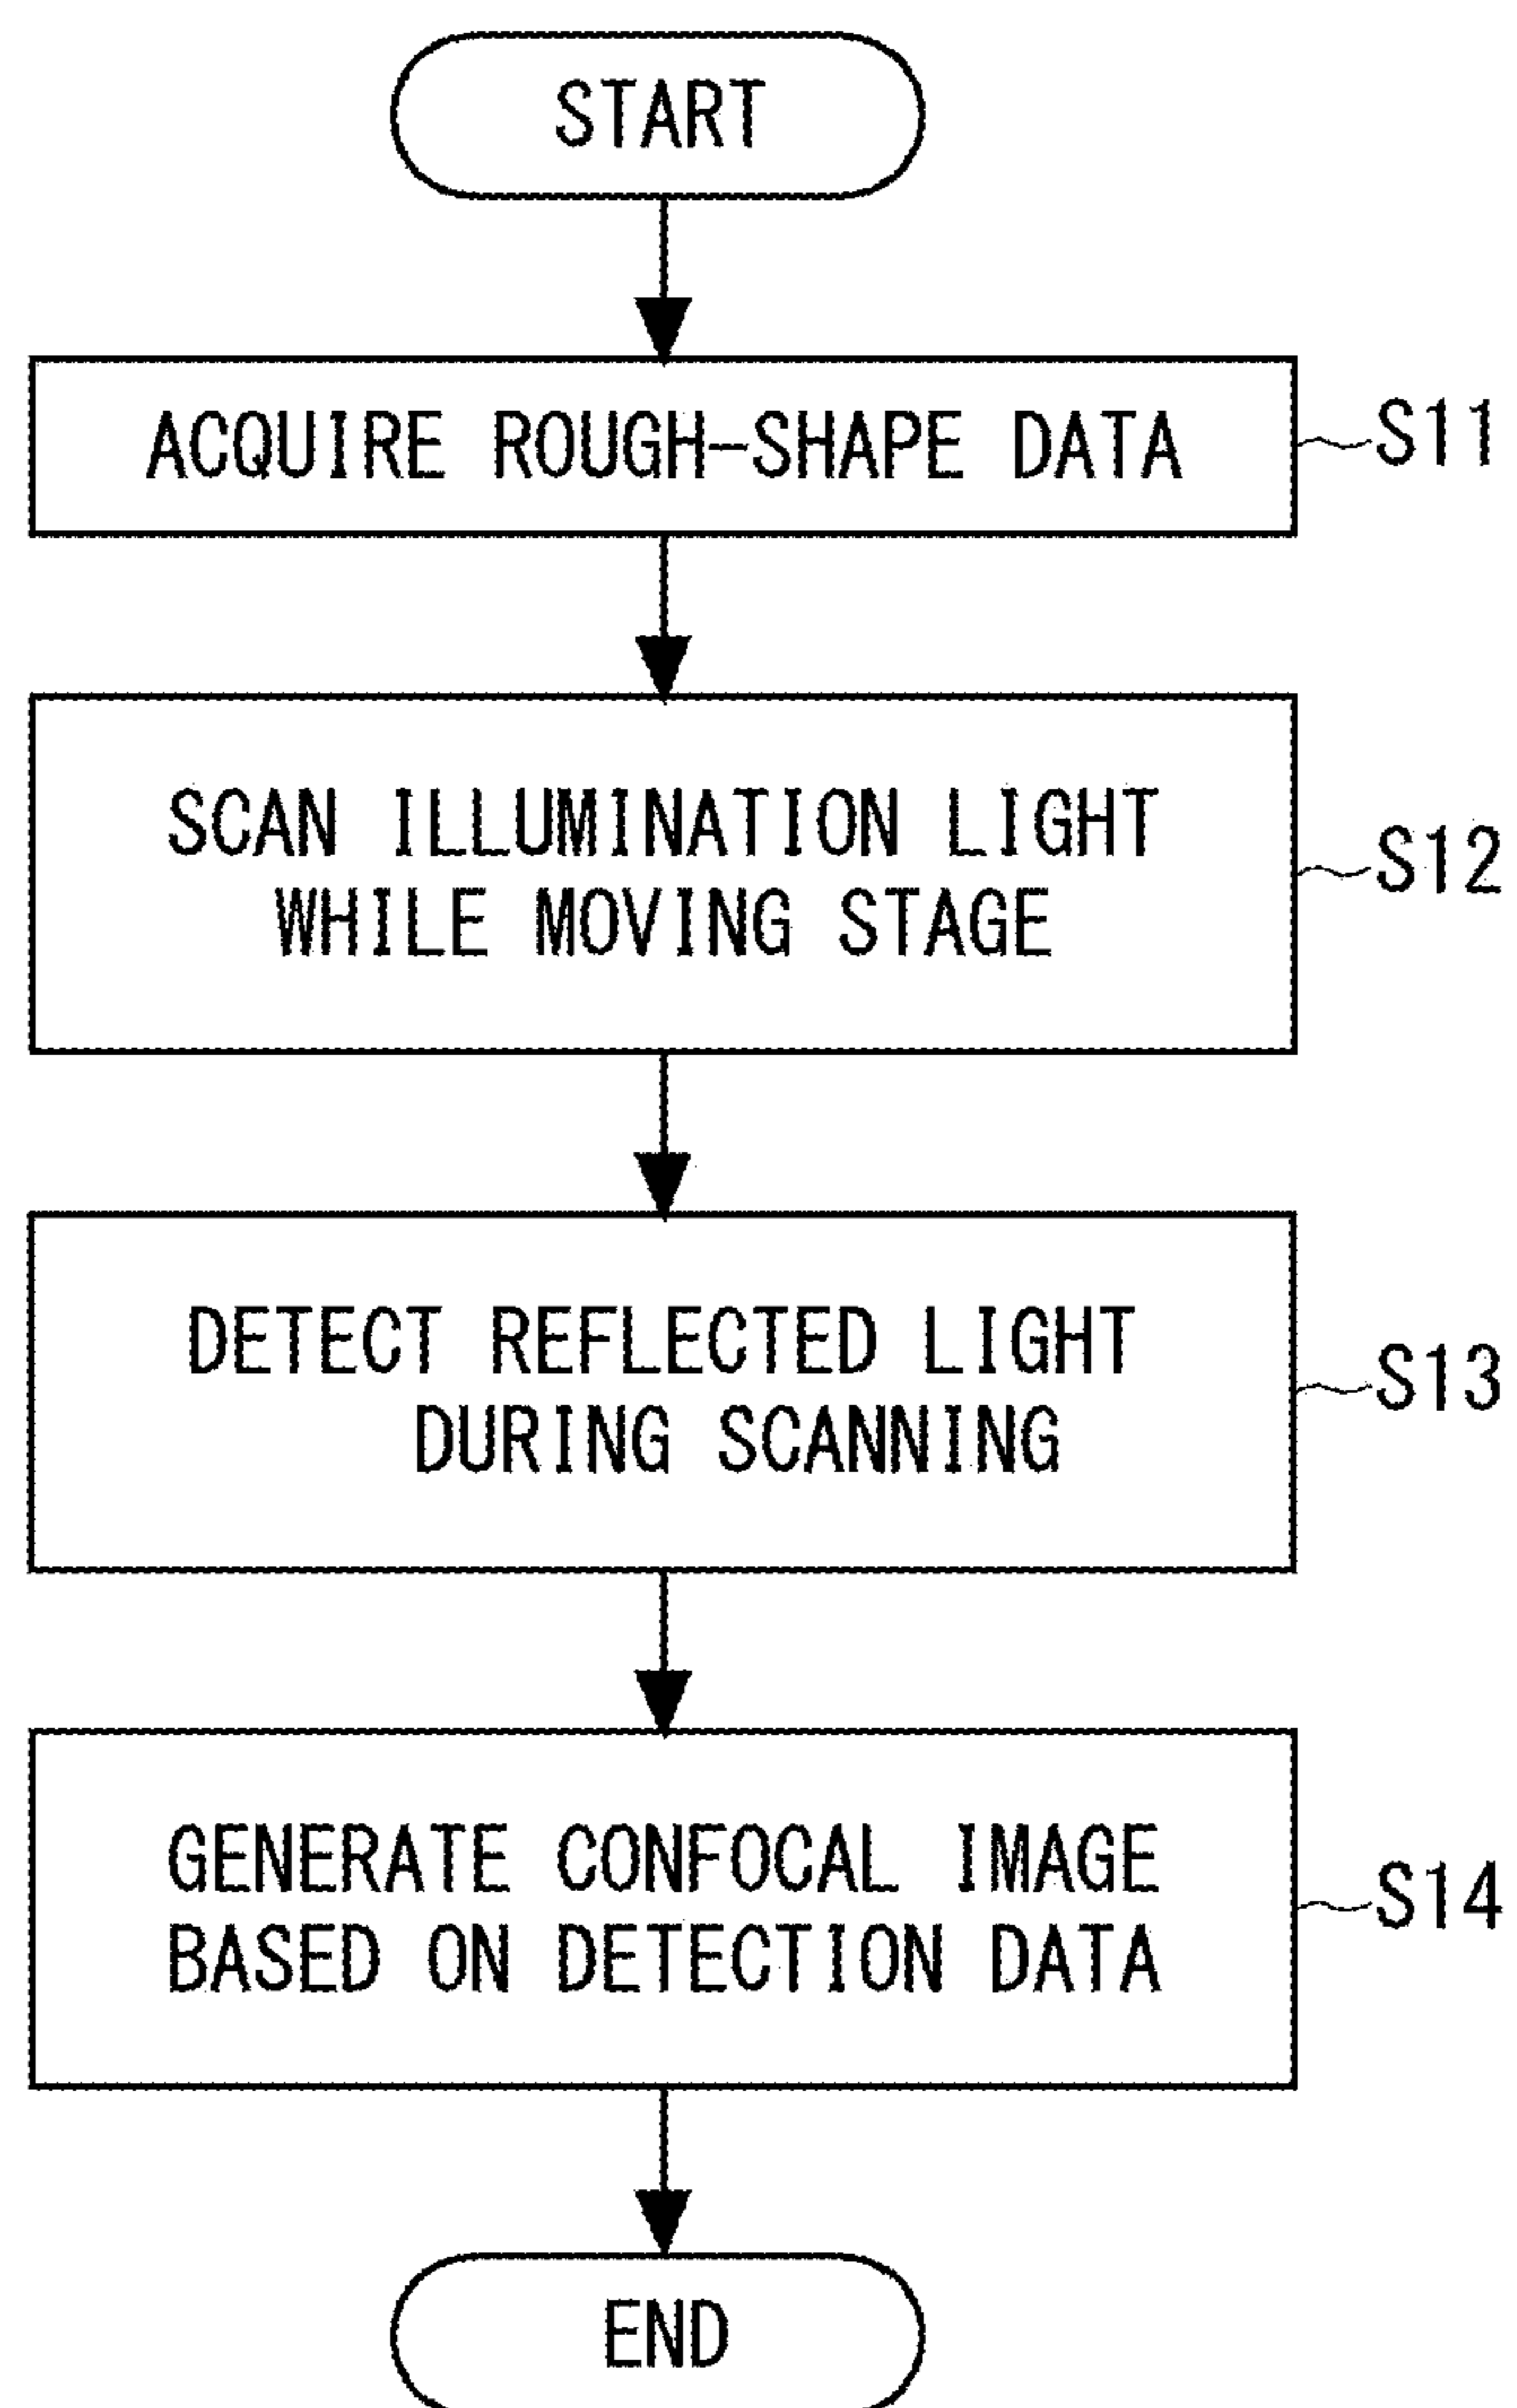 START
ACQUIRE ROUGH-SHAPE DATA
S11
SCAN ILLUMINATION LIGHT
WHILE MOVING STAGE
S12
DETECT REFLECTED LIGHT
DURING SCANNING
S13
GENERATE CONFOCAL IMAGE
BASED ON DETECTION DATA
S14
END